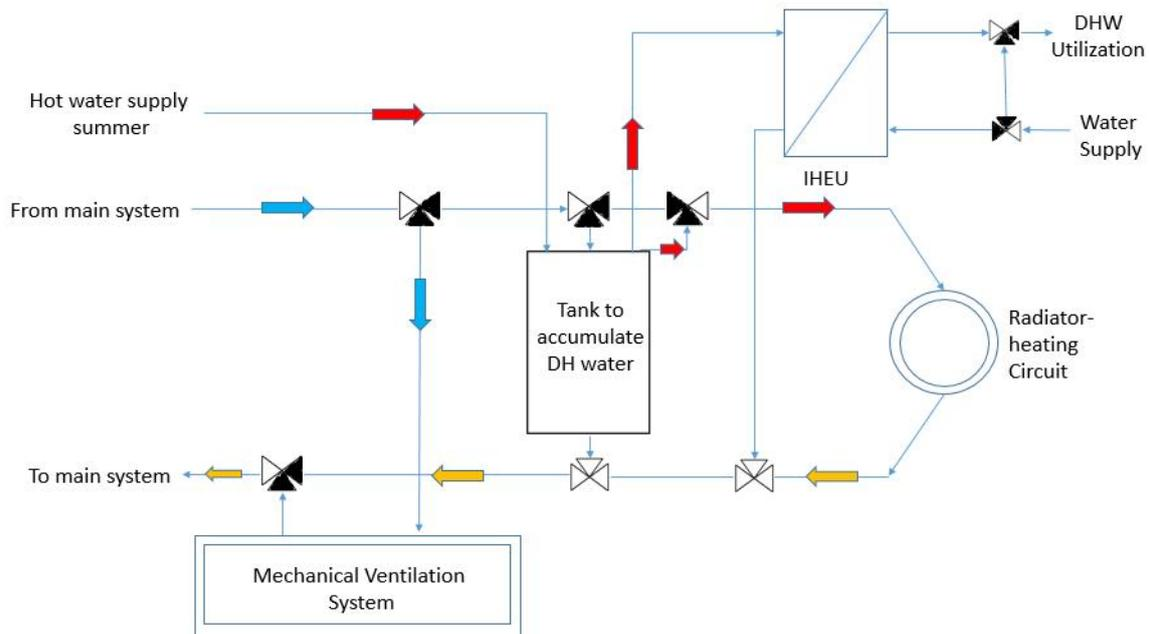 DHW
Utilization
Hot water supply
summer
Water
Supply
IHEU
From main system
Tank to
accumulate
DH water
Radiator-
heating
Circuit
To main system
Mechanical Ventilation
System